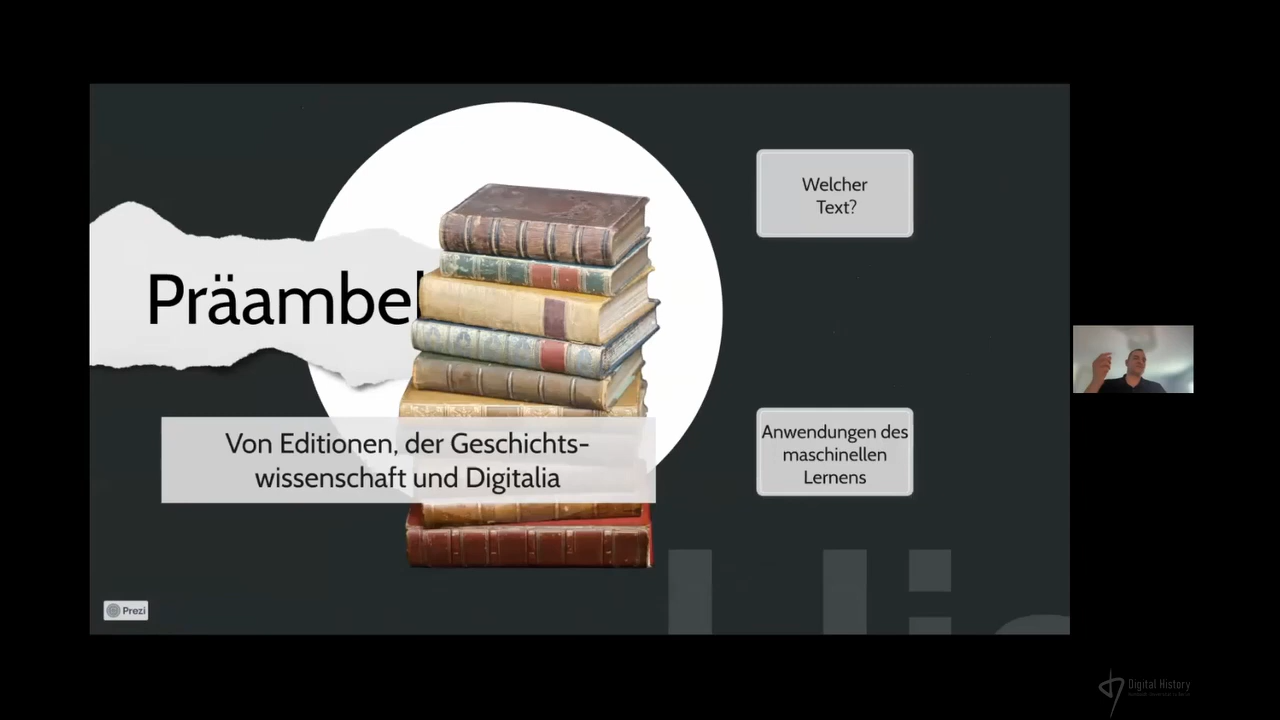 Präambel
Von Editionen, der Geschichts-
wissenschaft und Digitalia
Welcher
Text?
Anwendungen des
maschinellen
Lernens
Prezi
Digital History